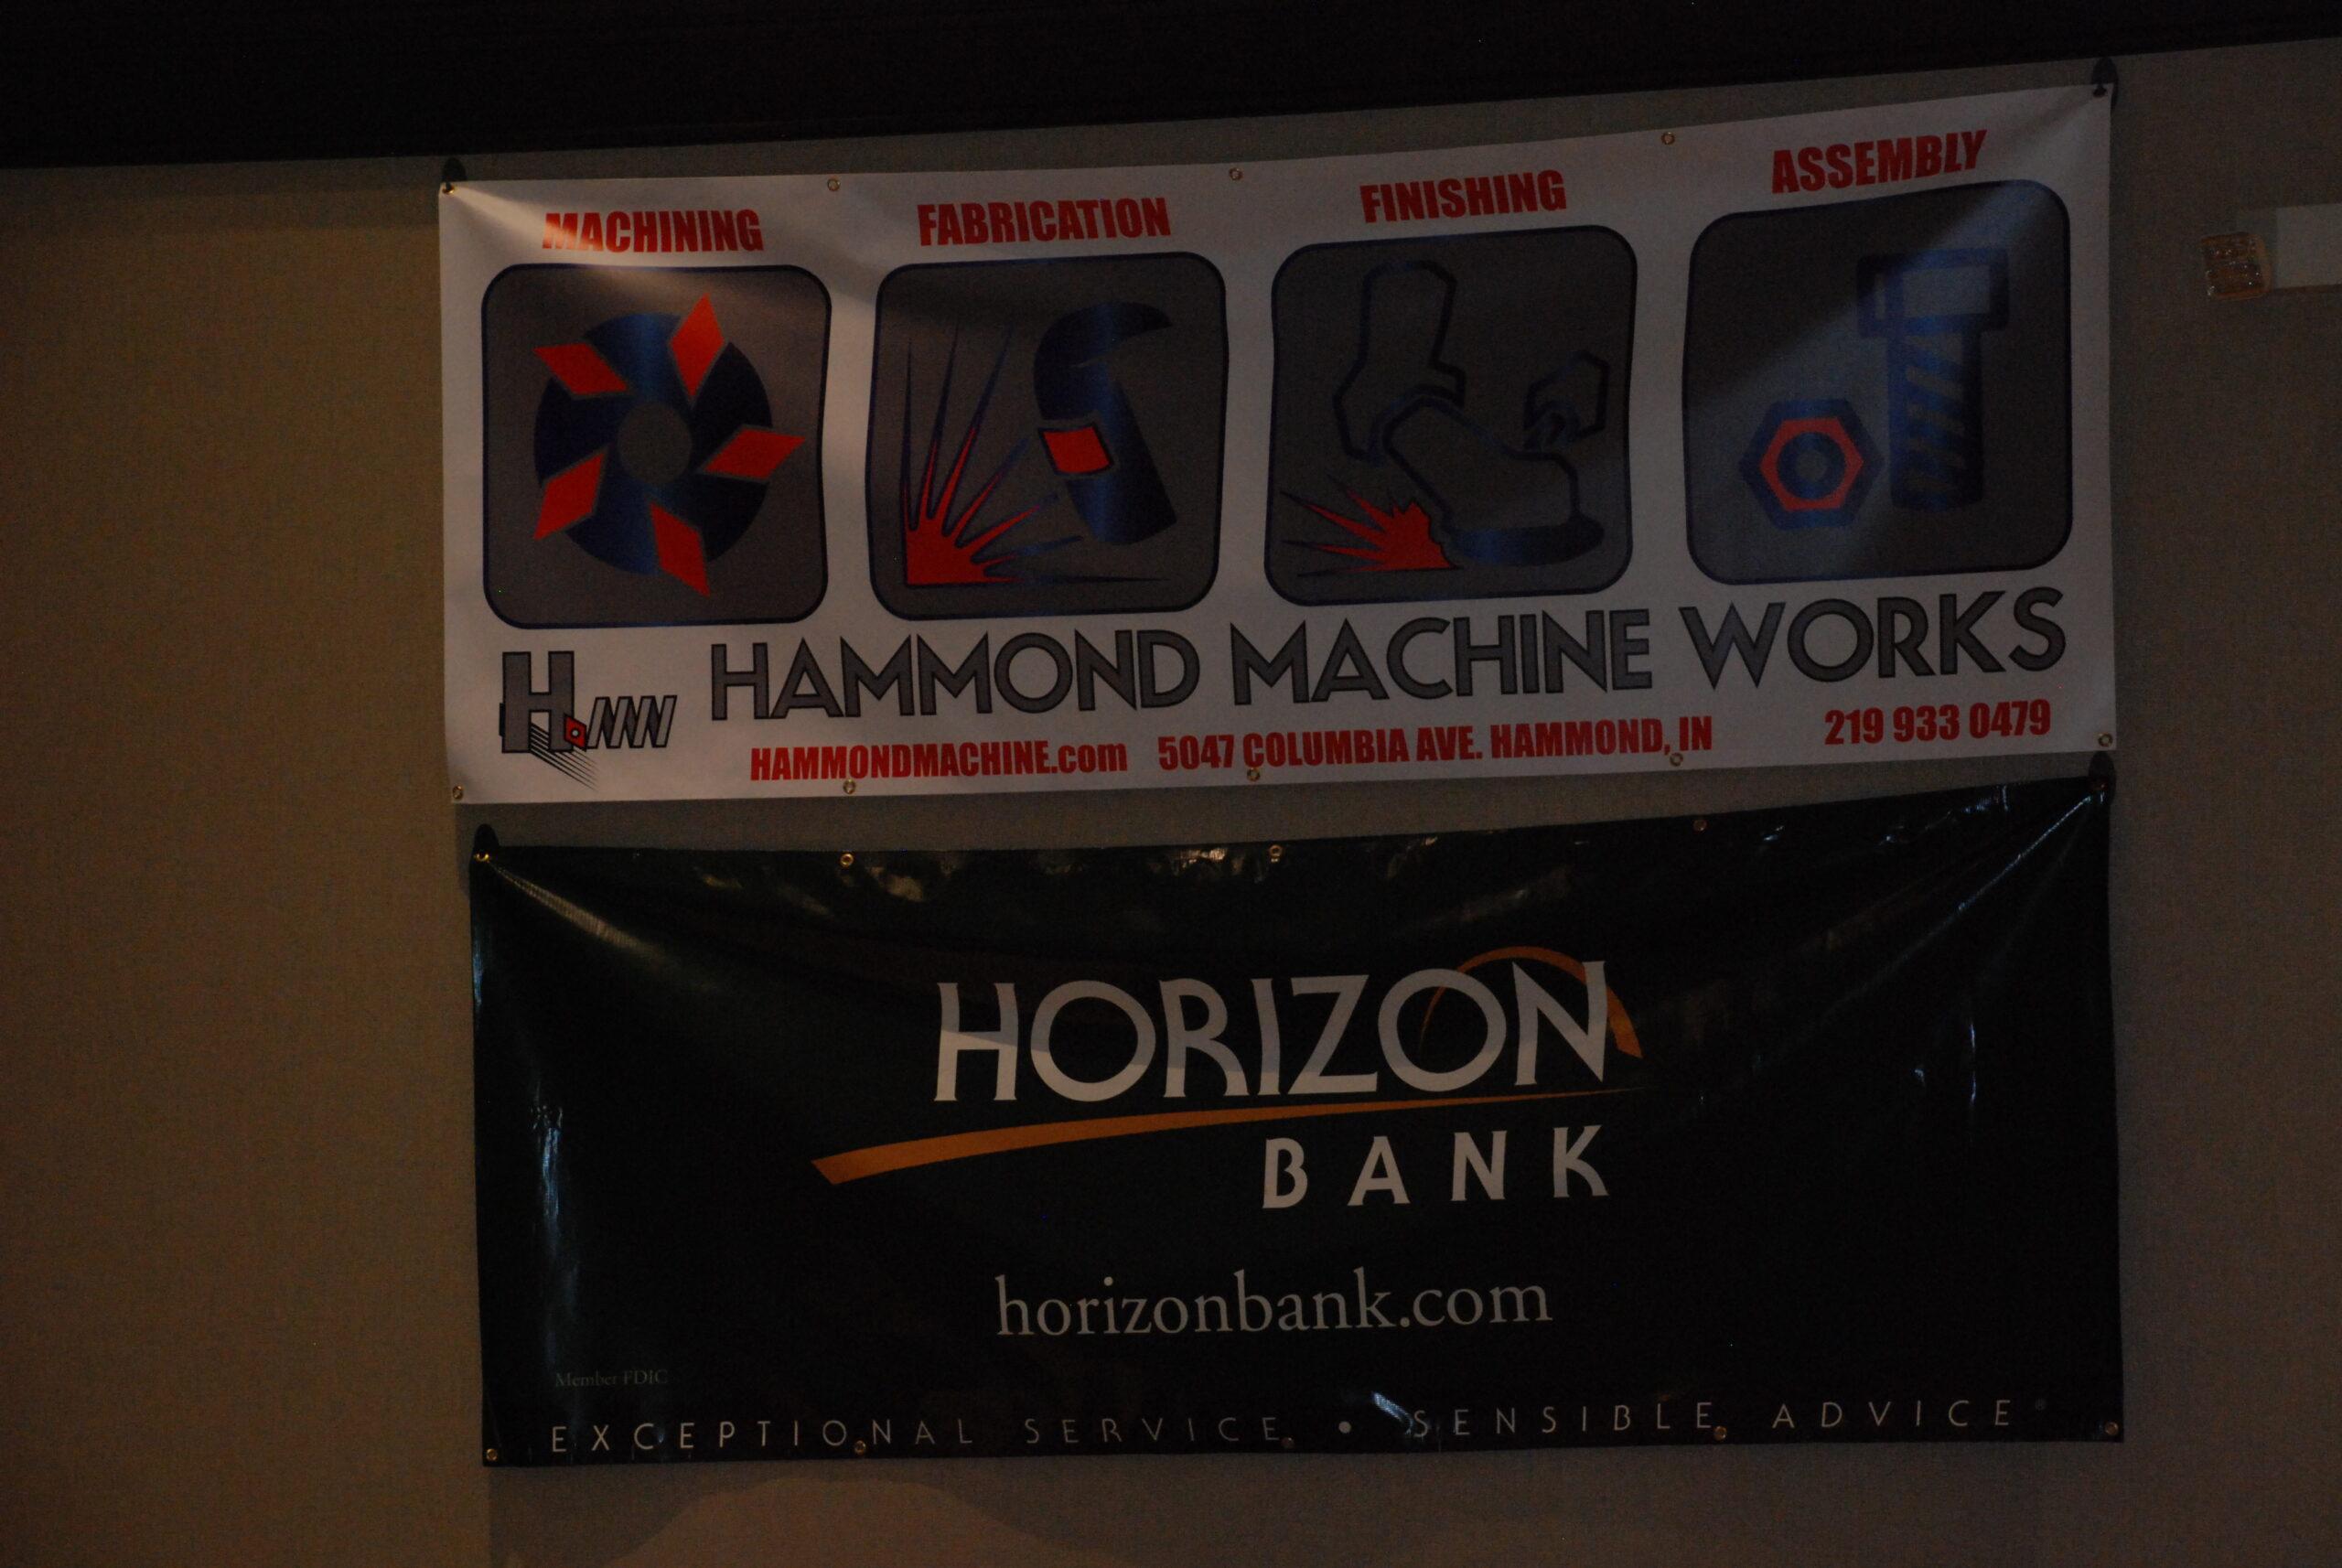 MACHINING FABRICATION FINISHING ASSEMBLY
HAMMOND MACHINE WORKS
HAMMONDMACHINE.com 5047 COLUMBIA AVE. HAMMOND, IN 219 933 0479
HORIZON
BANK
horizonbank.com
Member FDIC
EXCEPTIONAL SERVICE • SENSIBLE ADVICE